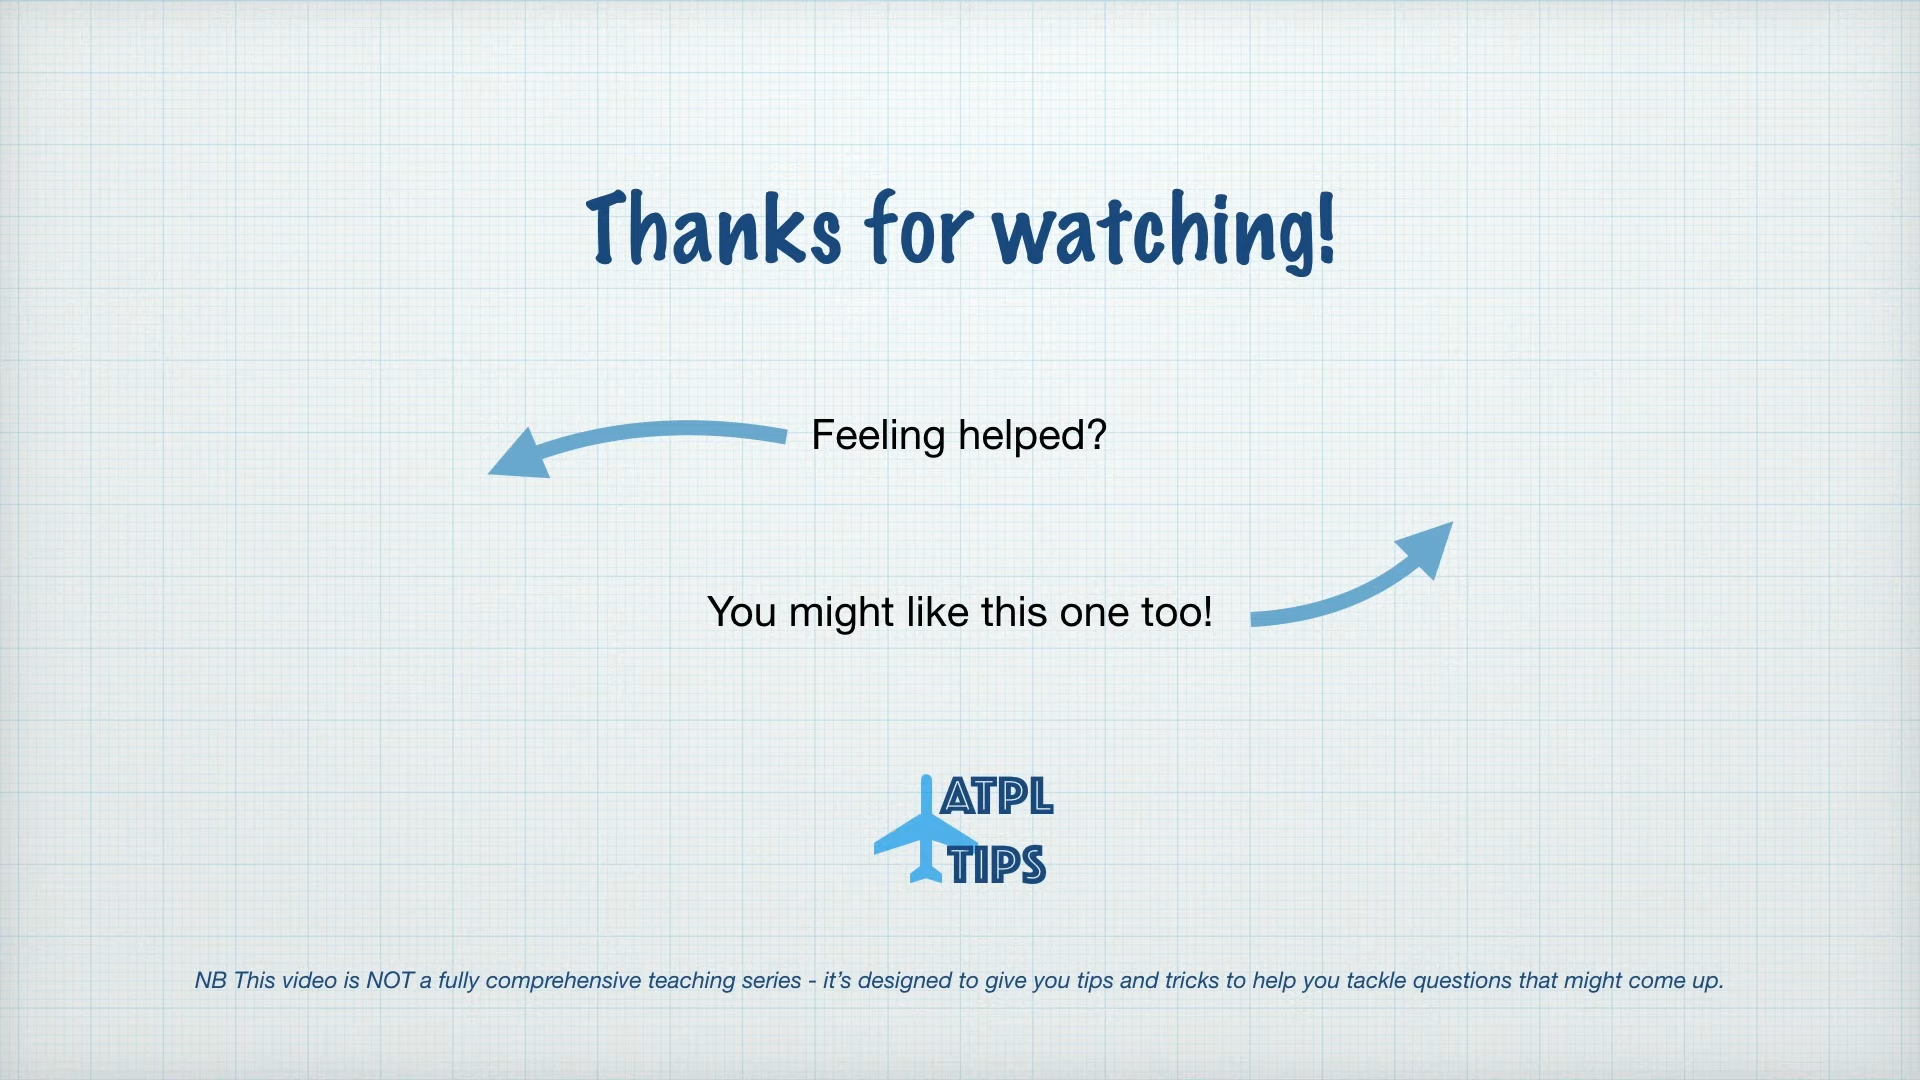 Thanks for watching!
Feeling helped?
You might like this one too!
ATPL
TIPS
NB This video is NOT a fully comprehensive teaching series - it’s designed to give you tips and tricks to help you tackle questions that might come up.